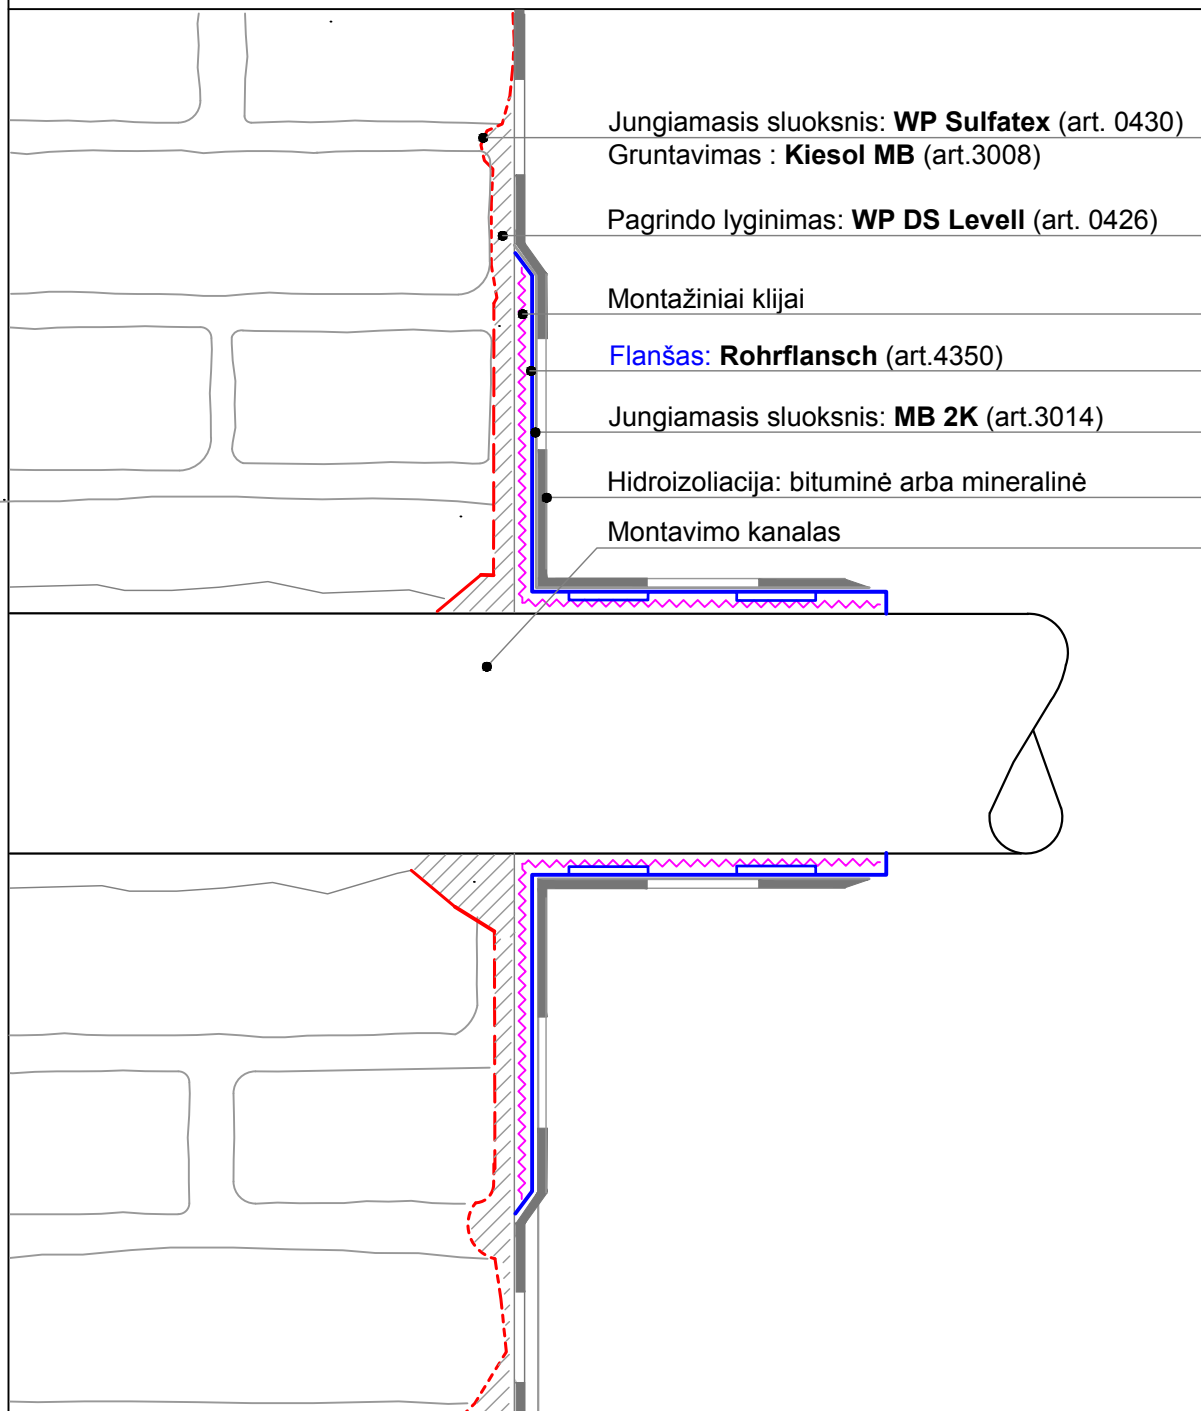 Jungiamasis sluoksnis: WP Sulfatex (art. 0430)
Gruntavimas : Kiesol MB (art.3008)
Pagrindo lyginimas: WP DS Levell (art. 0426)
Montažiniai klijai
Flanšas: Rohrflansch (art.4350)
Jungiamasis sluoksnis: MB 2K (art.3014)
Hidroizoliacija: bituminė arba mineralinė
Montavimo kanalas